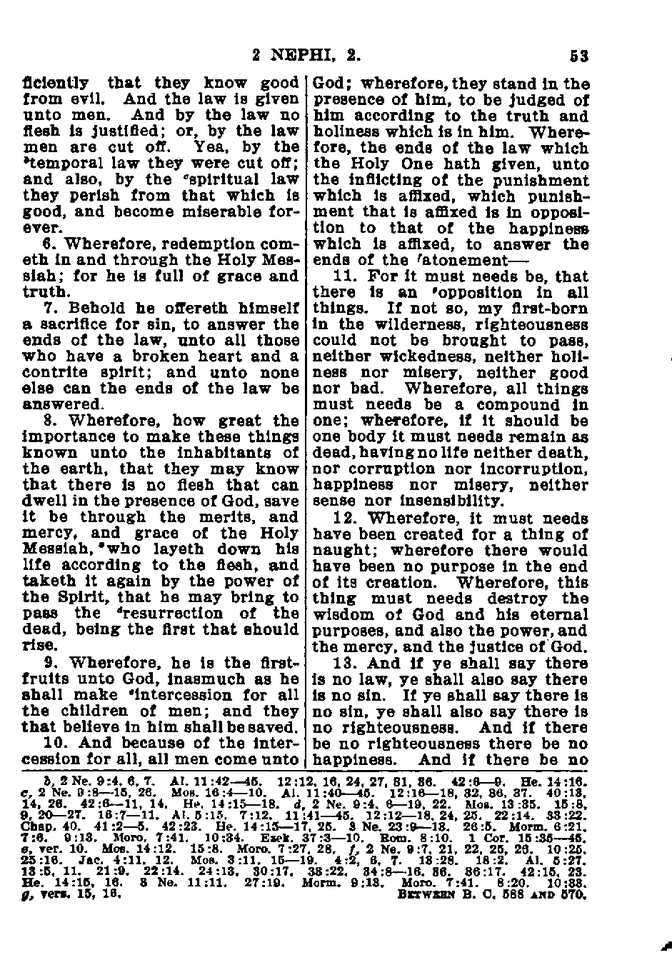 2 NEPHI, 2.
53
ficiently that they know good
from evil. And the law is given
unto men. And by the law no
flesh is justified; or, by the law
men are cut off. Yea, by the
ᵇtemporal law they were cut off;
and also, by the ᶜspiritual law
they perish from that which is
good, and become miserable for-
ever.
6. Wherefore, redemption com-
eth in and through the Holy Mes-
siah; for he is full of grace and
truth.
7. Behold he offereth himself
a sacrifice for sin, to answer the
ends of the law, unto all those
who have a broken heart and a
contrite spirit; and unto none
else can the ends of the law be
answered.
8. Wherefore, how great the
importance to make these things
known unto the inhabitants of
the earth, that they may know
that there is no flesh that can
dwell in the presence of God, save
it be through the merits, and
mercy, and grace of the Holy
Messiah, ᶜwho layeth down his
life according to the flesh, and
taketh it again by the power of
the Spirit, that he may bring to
pass the ᵈresurrection of the
dead, being the first that should
rise.
9. Wherefore, he is the first-
fruits unto God, inasmuch as he
shall make ᵉintercession for all
the children of men; and they
that believe in him shall be saved.
10. And because of the inter-
cession for all, all men come unto
God; wherefore, they stand in the
presence of him, to be judged of
him according to the truth and
holiness which is in him. Where-
fore, the ends of the law which
the Holy One hath given, unto
the inflicting of the punishment
which is affixed, which punish-
ment that is affixed is in opposi-
tion to that of the happiness
which is affixed, to answer the
ends of the ᶠatonement—
11. For it must needs be, that
there is an ᵍopposition in all
things. If not so, my first-born
in the wilderness, righteousness
could not be brought to pass,
neither wickedness, neither holi-
ness nor misery, neither good
nor bad. Wherefore, all things
must needs be a compound in
one; wherefore, if it should be
one body it must needs remain as
dead, having no life neither death,
nor corruption nor incorruption,
happiness nor misery, neither
sense nor insensibility.
12. Wherefore, it must needs
have been created for a thing of
naught; wherefore there would
have been no purpose in the end
of its creation. Wherefore, this
thing must needs destroy the
wisdom of God and his eternal
purposes, and also the power, and
the mercy, and the justice of God.
13. And if ye shall say there
is no law, ye shall also say there
is no sin. If ye shall say there is
no sin, ye shall also say there is
no righteousness. And if there
be no righteousness there be no
happiness. And if there be no
b, 2 Ne. 9:4, 6, 7. Al. 11:42—45. 12:12, 16, 24, 27, 31, 36. 42:6—9. He. 14:16.
c, 2 Ne. 9:8—15, 26. Mos. 16:4—10. Al. 11:40—45. 12:16—18, 32, 36, 37. 40:13,
14, 26. 42:6—11, 14. He. 14:15—18. d, 2 Ne. 9:4, 6—19, 22. Mos. 13:35. 15:8,
9, 20—27. 16:7—11. Al. 5:15. 7:12. 11:41—45. 12:12—18, 24, 25. 22:14. 33:22.
Chap. 40. 41:2—5. 42:23. He. 14:15—17, 25. 3 Ne. 23:9—13. 26:5. Morm. 6:21.
7:6. 9:13. Moro. 7:41. 10:34. Ezek. 37:3—10. Rom. 8:10. 1 Cor. 15:35—45.
e, ver. 10. Mos. 14:12. 15:8. Moro. 7:27, 28. f, 2 Ne. 9:7, 21, 22, 25, 26. 10:25.
25:16. Jac. 4:11, 12. Mos. 3:11, 15—19. 4:2, 6, 7. 13:28. 18:2. Al. 5:27.
13:5, 11. 21:9. 22:14. 24:13. 30:17. 33:22. 34:8—16, 36. 36:17. 42:15, 23.
He. 14:15, 16. 3 Ne. 11:11. 27:19. Morm. 9:13. Moro. 7:41. 8:20. 10:33.
g, vers. 15, 16.
BETWEEN B. C. 588 AND 570.